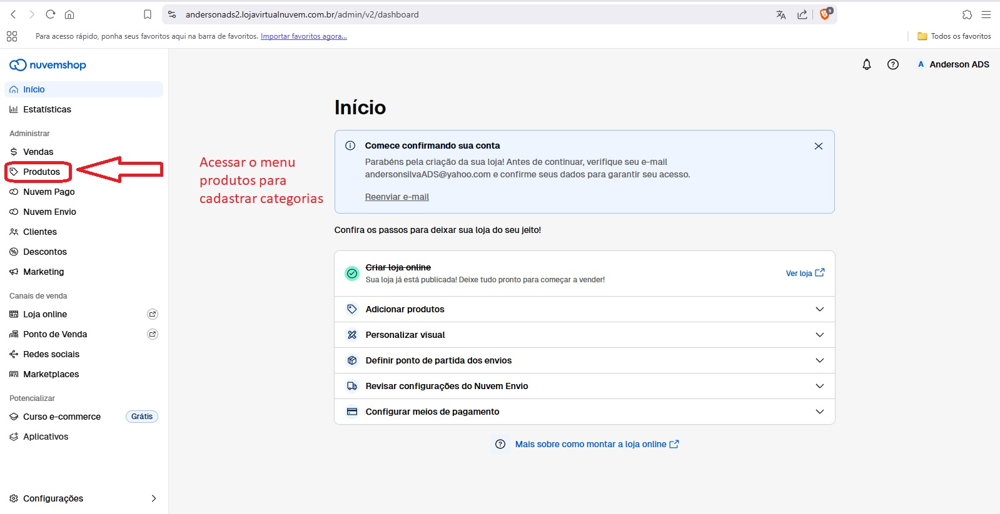 andersonads2.lojavirtualnuvem.com.br/admin/v2/dashboard
9
Para acesso rápido, ponha seus favoritos aqui na barra de favoritos. Importar favoritos agora...
Todos os favoritos
nuvemshop
A Anderson ADS
Início
Estatísticas
Administrar
Vendas
Produtos
Nuvem Pago
Nuvem Envio
Clientes
Descontos
Marketing
Canais de venda
Loja online
Ponto de Venda
Redes sociais
Marketplaces
Potencializar
Curso e-commerce
Grátis
Aplicativos
Configurações
Acessar o menu
produtos para
cadastrar categorias
Início
Comece confirmando sua conta
Parabéns pela criação da sua loja! Antes de continuar, verifique seu e-mail
andersonsilvaADS@yahoo.com e confirme seus dados para garantir seu acesso.
Reenviar e-mail
Confira os passos para deixar sua loja do seu jeito!
Criar loja online
Sua loja já está publicada! Deixe tudo pronto para começar a vender!
Ver loja
Adicionar produtos
Personalizar visual
Definir ponto de partida dos envios
Revisar configurações do Nuvem Envio
Configurar meios de pagamento
Mais sobre como montar a loja online